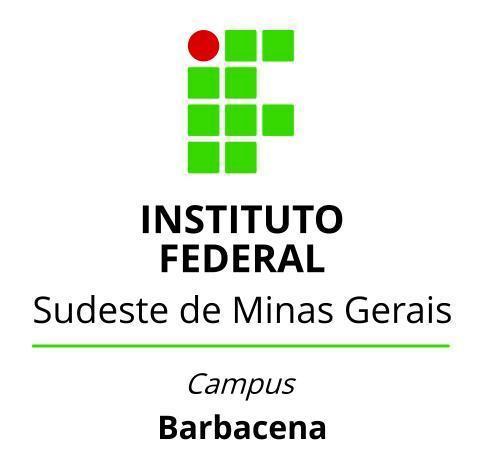 INSTITUTO
FEDERAL
Sudeste de Minas Gerais
Campus
Barbacena